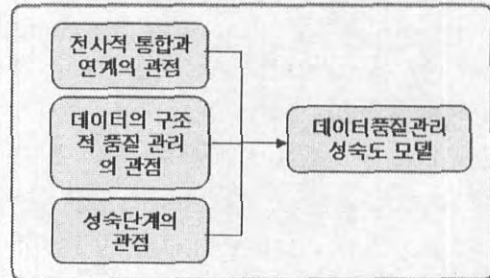 전사적 통합과
연계의 관점
데이터의 구조
적 품질 관리
의 관점
성숙단계의
관점
데이터품질관리
성숙도 모델